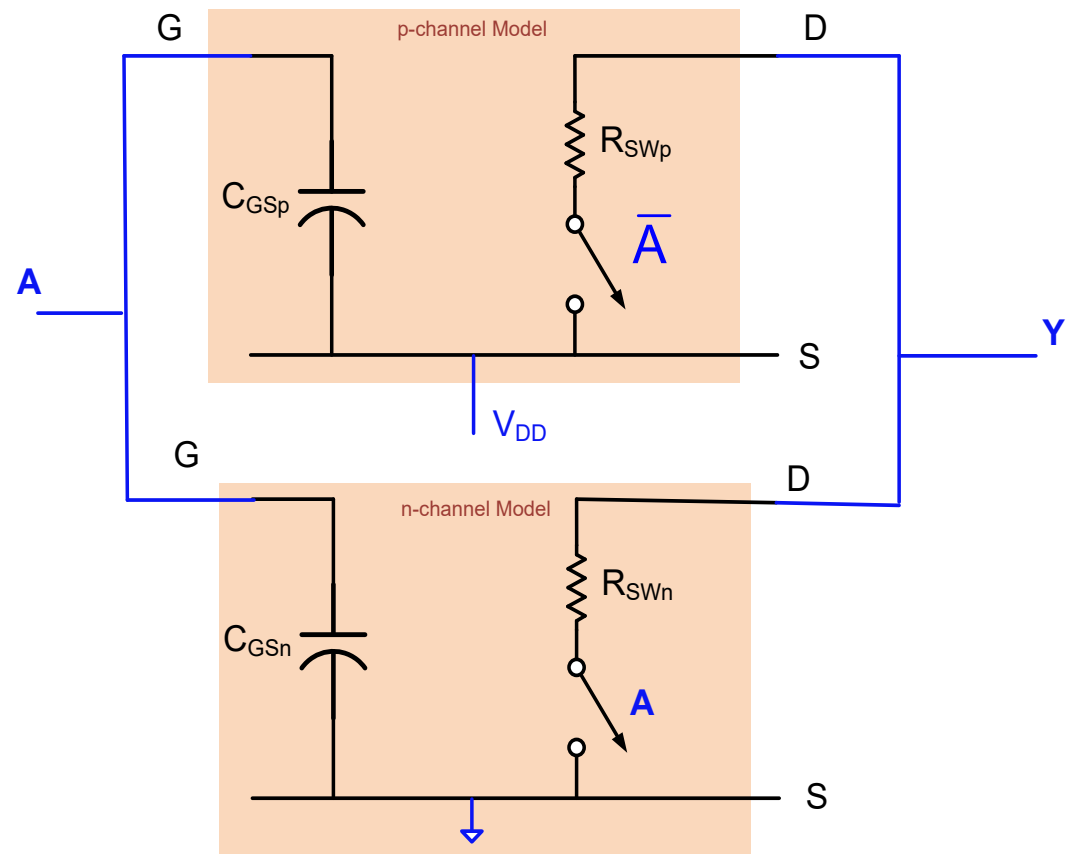 G
p-channel Model
D
R_SWp
C_GSp
A̅
A
Y
S
V_DD
G
D
n-channel Model
R_SWn
C_GSn
A
S